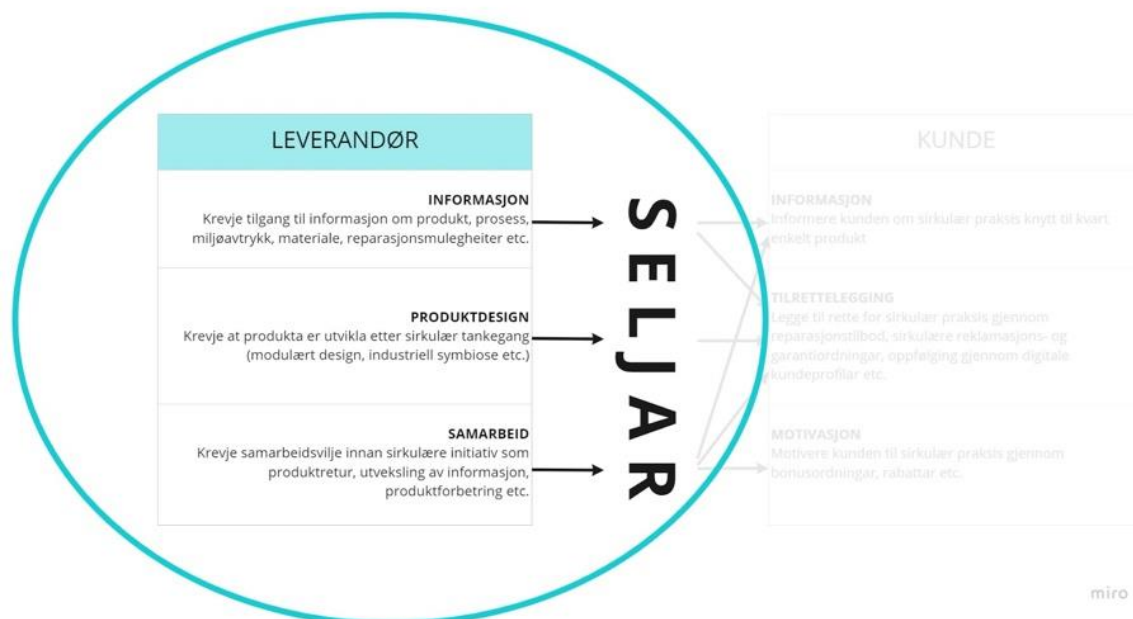 LEVERANDØR
INFORMASJON
Krevje tilgang til informasjon om produkt, prosess,
miljøavtrykk, materiale, reparasjonsmulegheiter etc.
PRODUKTDESIGN
Krevje at produkta er utvikla etter sirkulær tankegang
(modulært design, industriell symbiose etc.)
SAMARBEID
Krevje samarbeidsvilje innan sirkulære initiativ som
produktretur, utveksling av informasjon,
produktforbetring etc.
SELJAR
KUNDE
INFORMASJON
Informere kunden om sirkulær praksis knytt til kvart
enkelt produkt
TILRETTELEGGING
Legge til rette for sirkulær praksis gjennom
reparasjonstilbod, sirkulære reklamasjons- og
garantiordningar, oppfølging gjennom digitale
kundeprofilar etc.
MOTIVASJON
Motivere kunden til sirkulær praksis gjennom
bonusordningar, rabattar etc.
miro